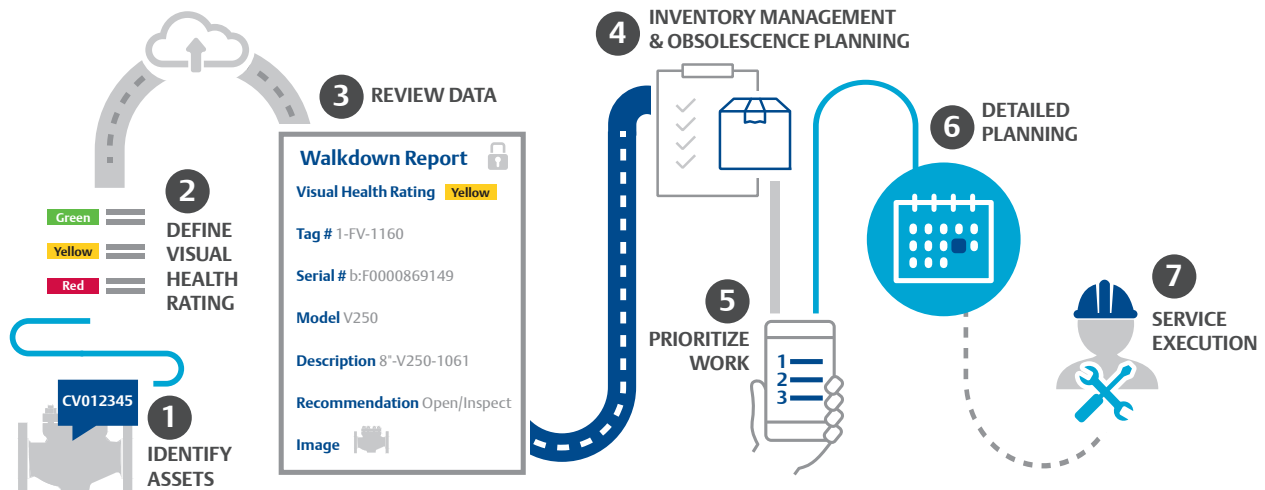 CV012345
1
IDENTIFY
ASSETS
2
DEFINE
VISUAL
HEALTH
RATING
Green
Yellow
Red
3 REVIEW DATA
Walkdown Report
Visual Health Rating Yellow
Tag # 1-FV-1160
Serial # b:F0000869149
Model V250
Description 8"-V250-1061
Recommendation Open/Inspect
Image
4 INVENTORY MANAGEMENT
& OBSOLESCENCE PLANNING
5
PRIORITIZE
WORK
1
2
3
6 DETAILED
PLANNING
7
SERVICE
EXECUTION